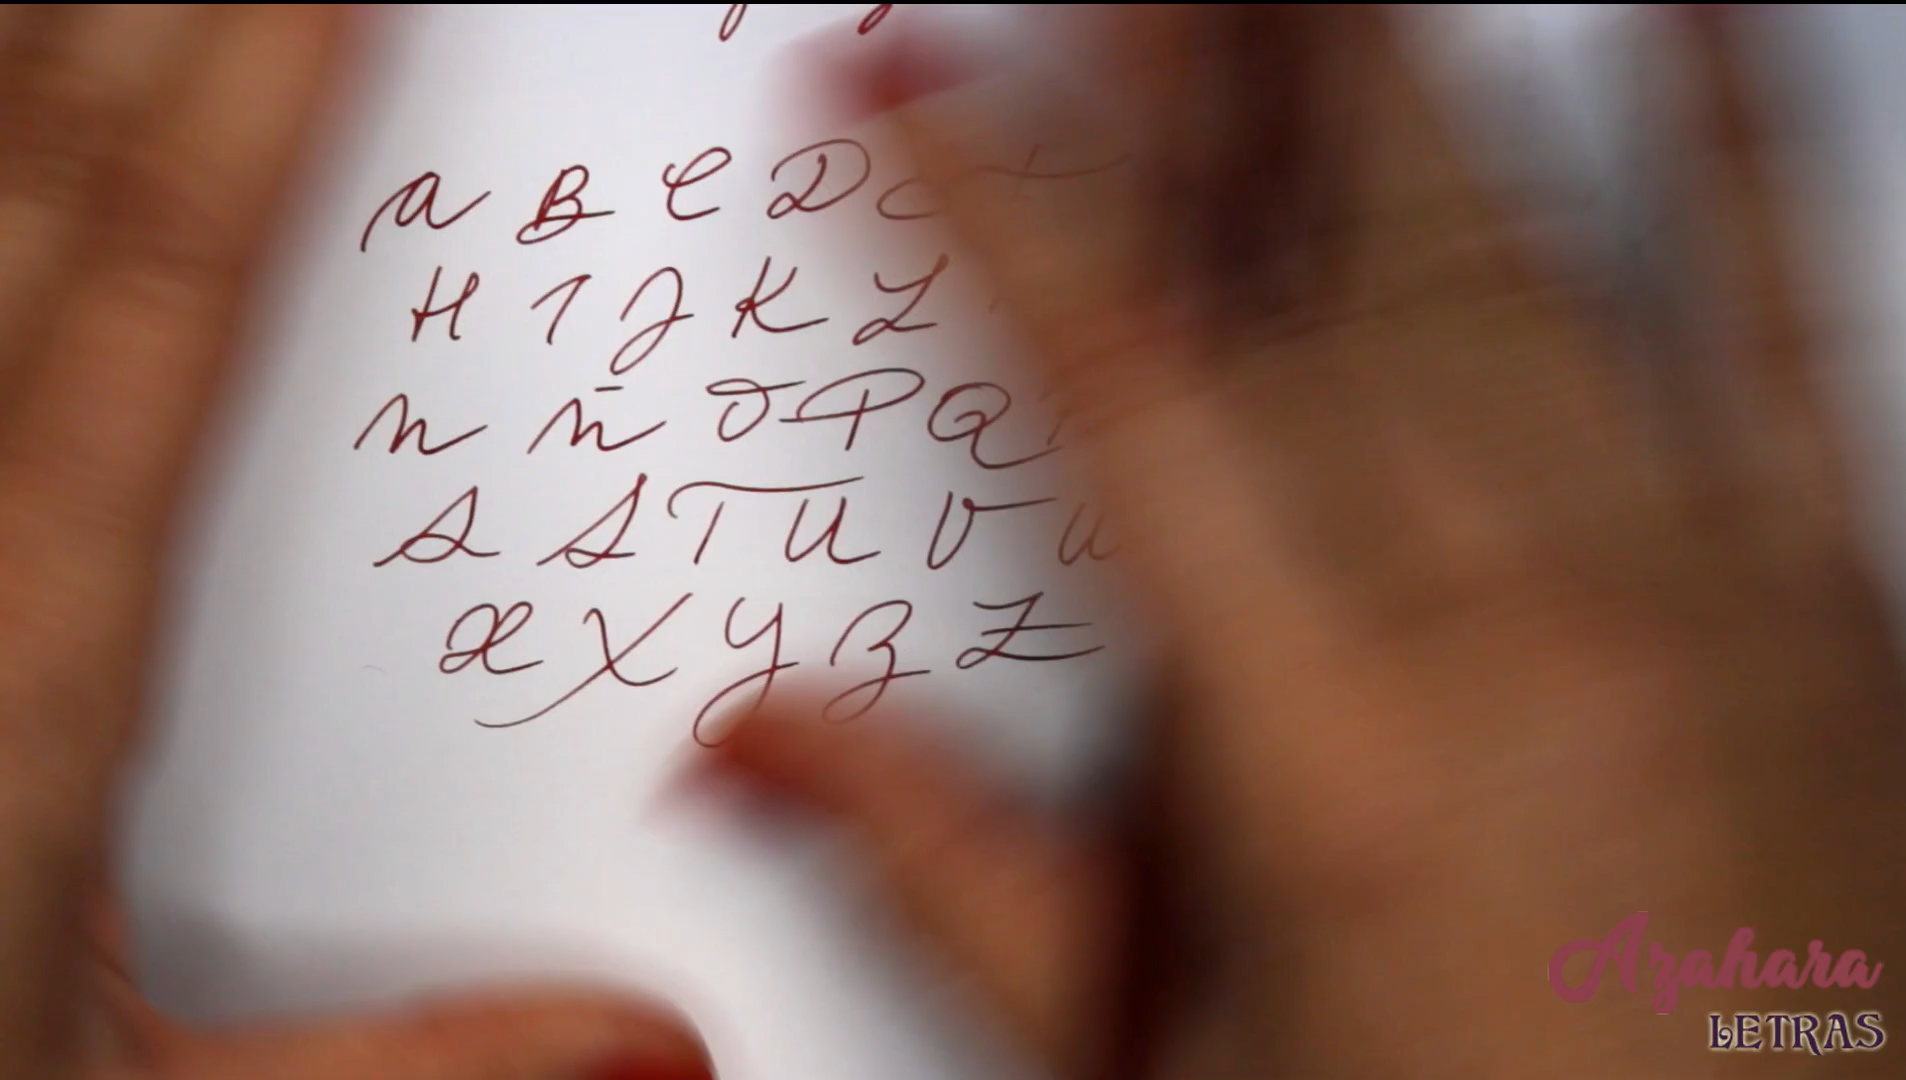 a B C D
H I J K L
n ñ O P Q
S S T U V
X X Y Z Z
Azahara
LETRAS